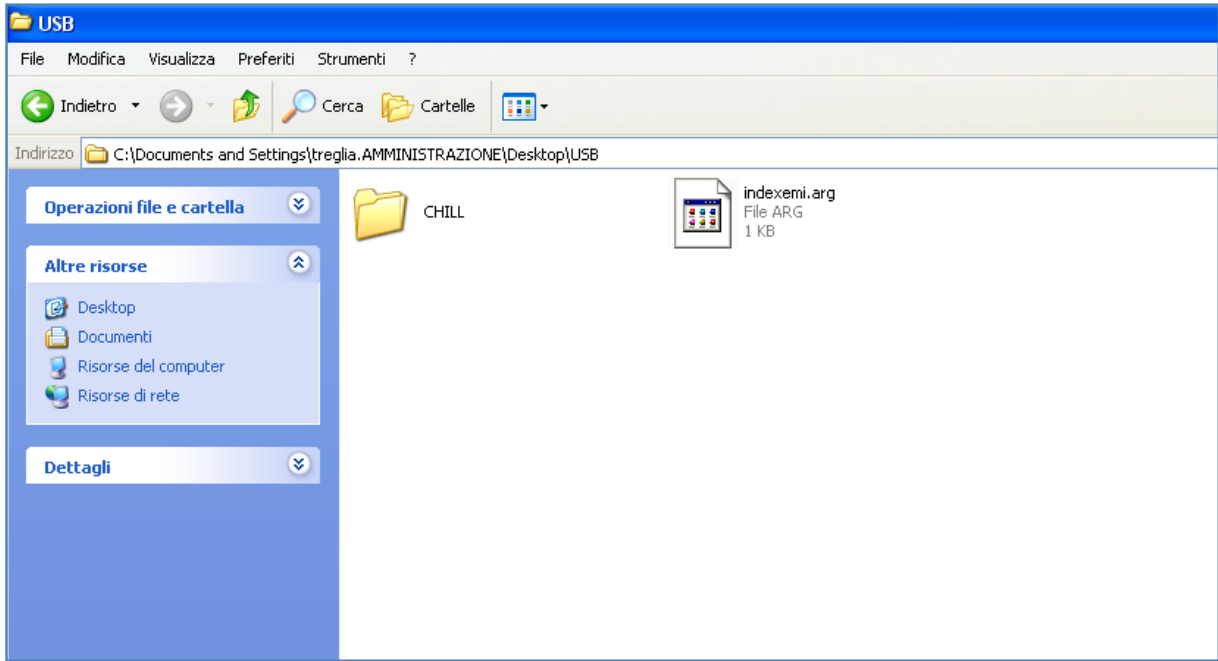 USB
File Modifica Visualizza Preferiti Strumenti ?
Indietro Cerca Cartelle
Indirizzo C:\Documents and Settings\treglia.AMMINISTRAZIONE\Desktop\USB
Operazioni file e cartella
Altre risorse
Desktop
Documenti
Risorse del computer
Risorse di rete
Dettagli
CHILL
indexemi.arg
File ARG
1 KB